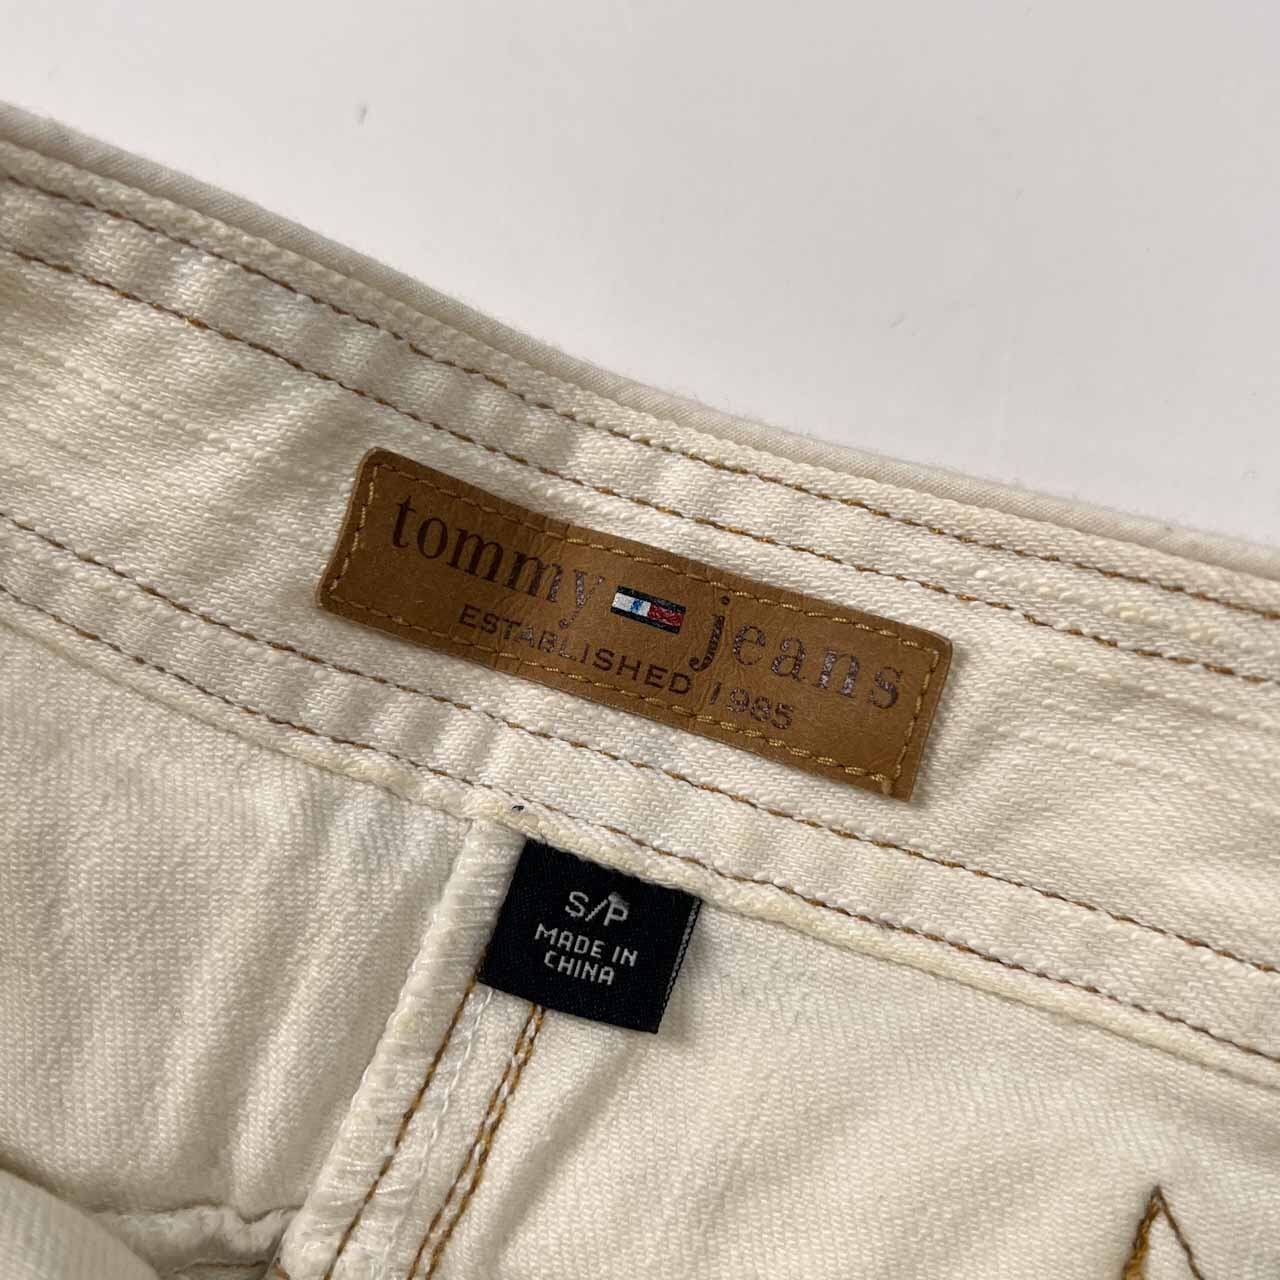 tommy jeans
ESTABLISHED 1985
S/P
MADE IN
CHINA